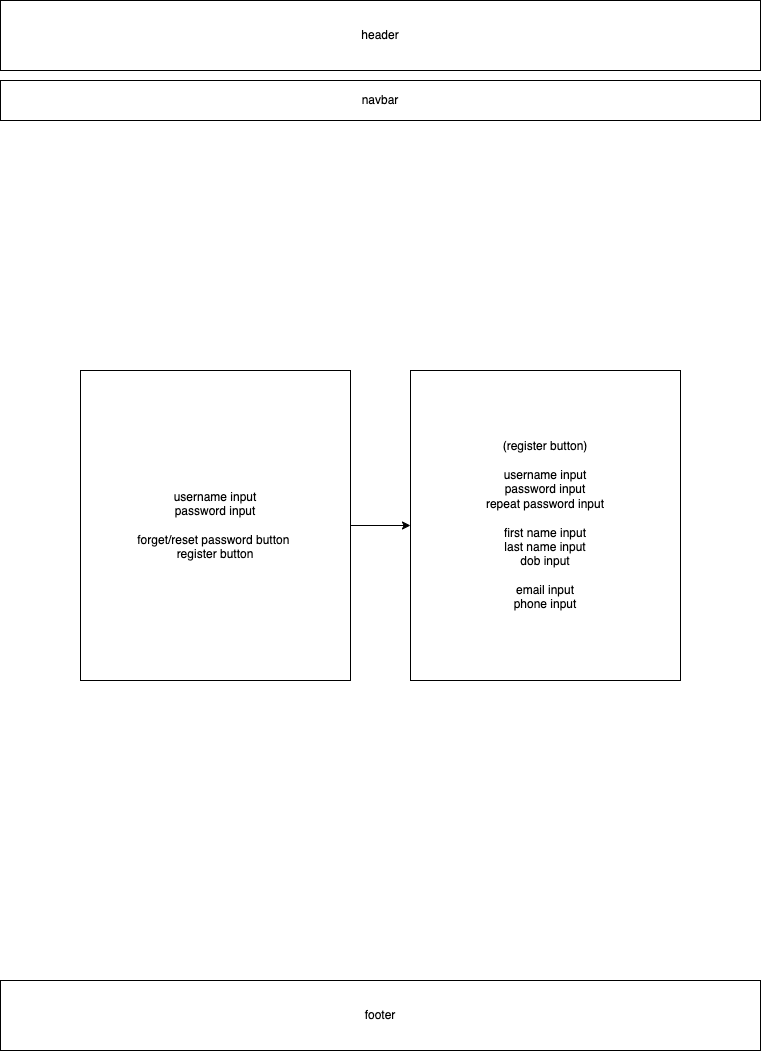 header
navbar
username input
password input
forget/reset password button
register button
(register button)
username input
password input
repeat password input
first name input
last name input
dob input
email input
phone input
footer